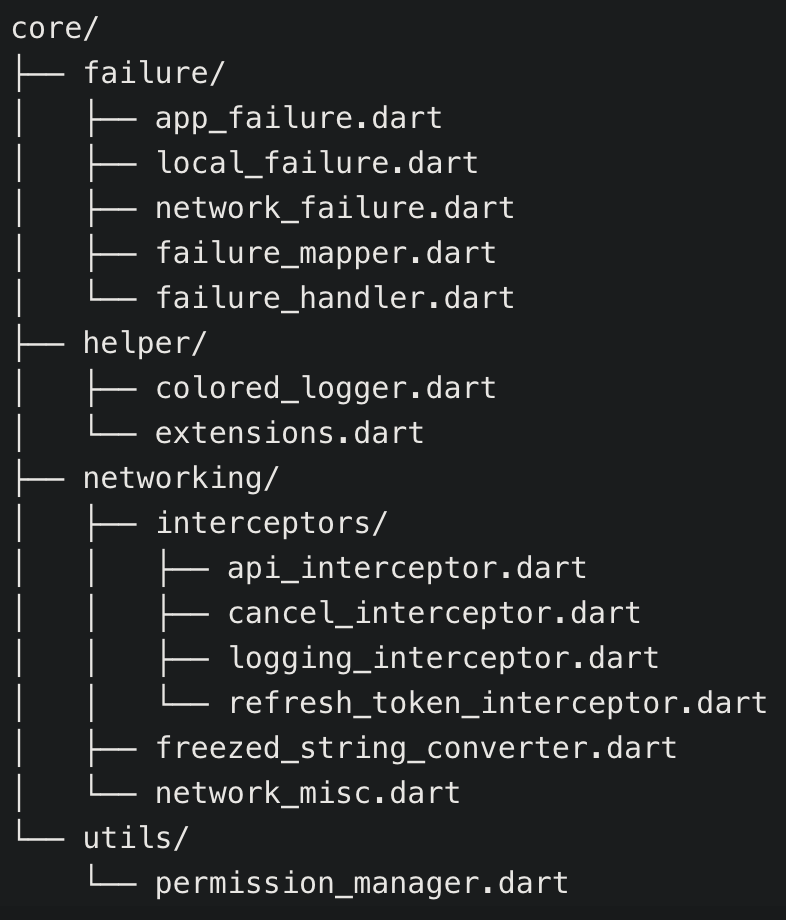 core/
├── failure/
│   ├── app_failure.dart
│   ├── local_failure.dart
│   ├── network_failure.dart
│   ├── failure_mapper.dart
│   └── failure_handler.dart
├── helper/
│   ├── colored_logger.dart
│   └── extensions.dart
├── networking/
│   ├── interceptors/
│   │   ├── api_interceptor.dart
│   │   ├── cancel_interceptor.dart
│   │   ├── logging_interceptor.dart
│   │   └── refresh_token_interceptor.dart
│   ├── freezed_string_converter.dart
│   └── network_misc.dart
└── utils/
    └── permission_manager.dart